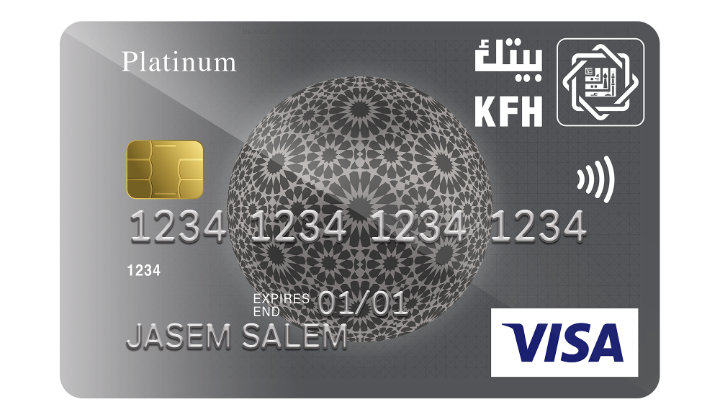 Platinum
بيتك
KFH
1234 1234 1234 1234
1234
EXPIRES
END 01/01
JASEM SALEM
VISA